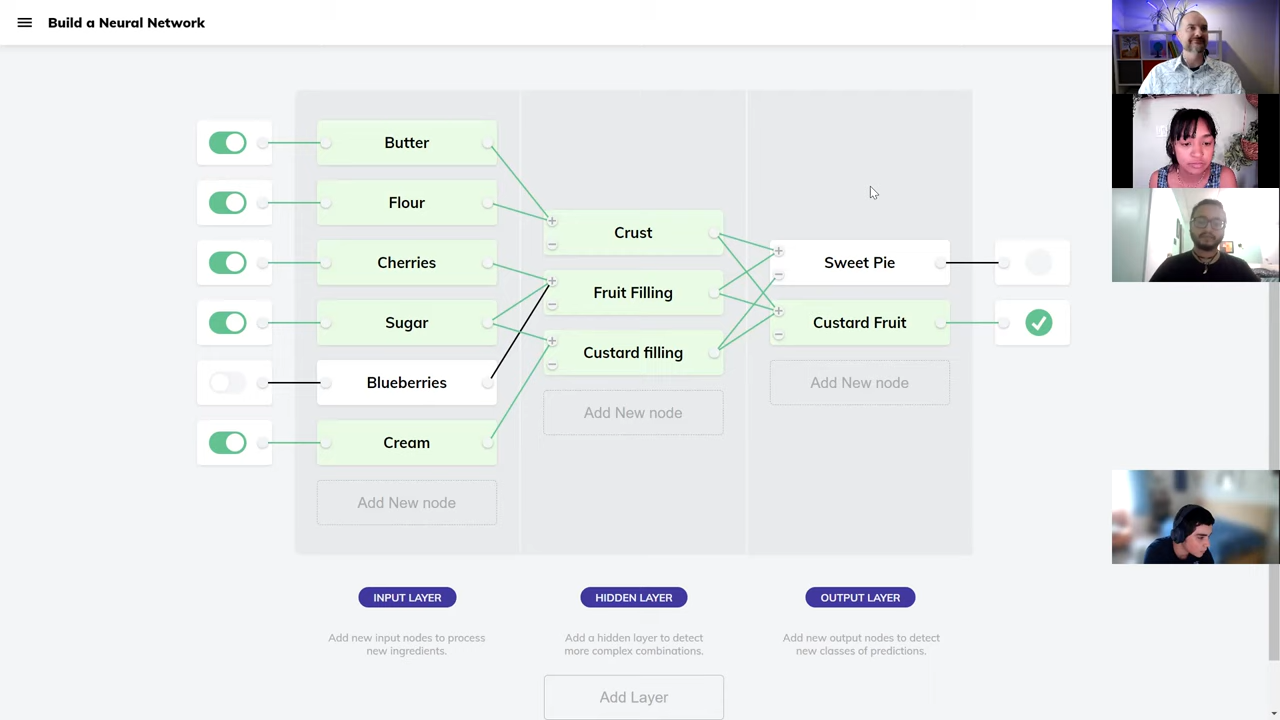 Build a Neural Network
Butter
Flour
Cherries
Sugar
Blueberries
Cream
Add New node
Crust
Fruit Filling
Custard filling
Add New node
Sweet Pie
Custard Fruit
Add New node
INPUT LAYER
Add new input nodes to process
new ingredients.
HIDDEN LAYER
Add a hidden layer to detect
more complex combinations.
Add Layer
OUTPUT LAYER
Add new output nodes to detect
new classes of predictions.